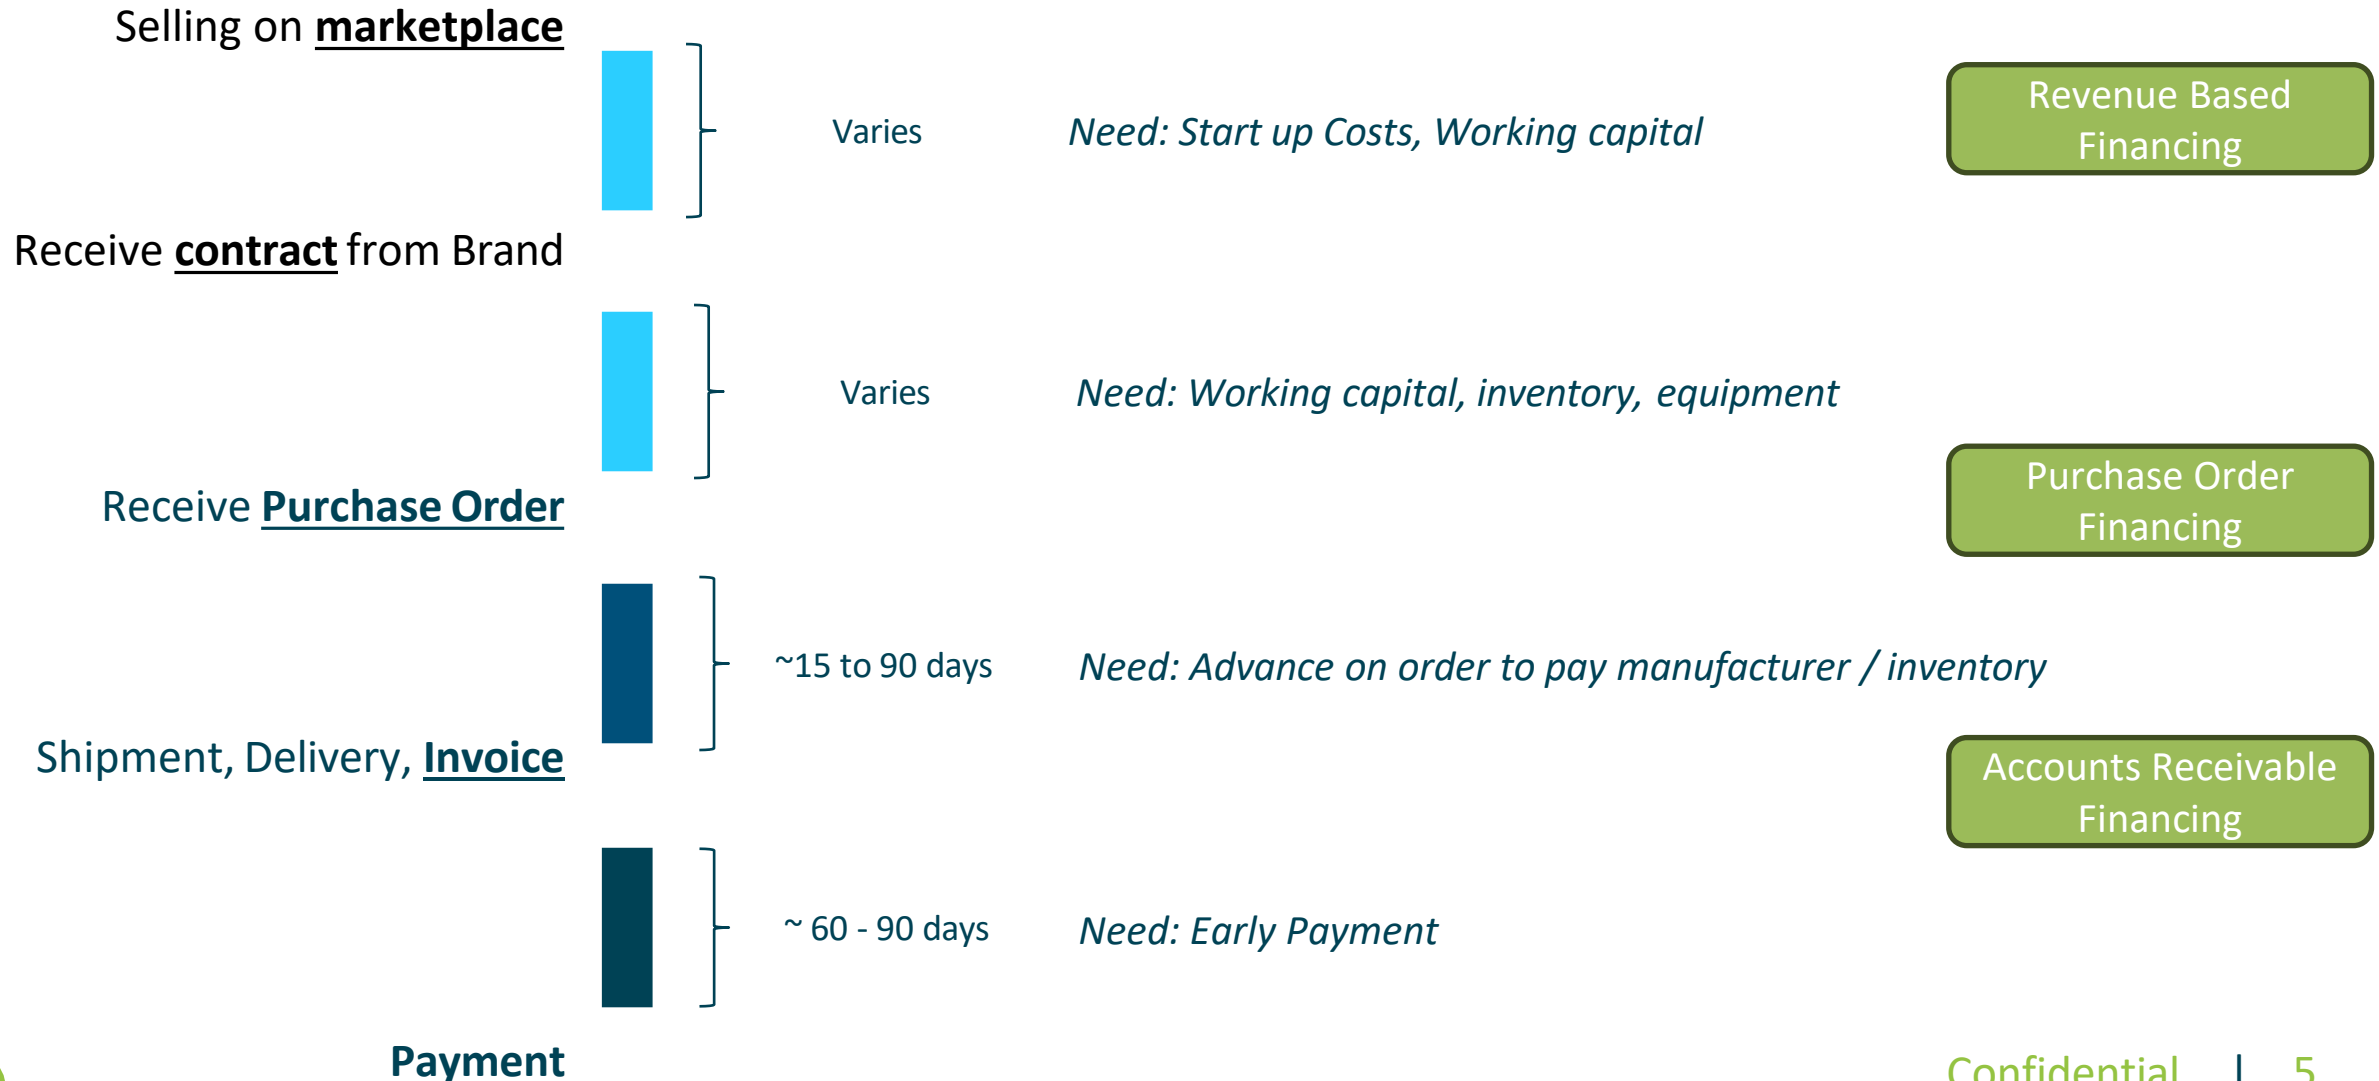 Selling on marketplace
Varies
Need: Start up Costs, Working capital
Revenue Based
Financing
Receive contract from Brand
Varies
Need: Working capital, inventory, equipment
Receive Purchase Order
Purchase Order
Financing
~15 to 90 days
Need: Advance on order to pay manufacturer / inventory
Shipment, Delivery, Invoice
Accounts Receivable
Financing
~ 60 - 90 days
Need: Early Payment
Payment
Confidential | 5